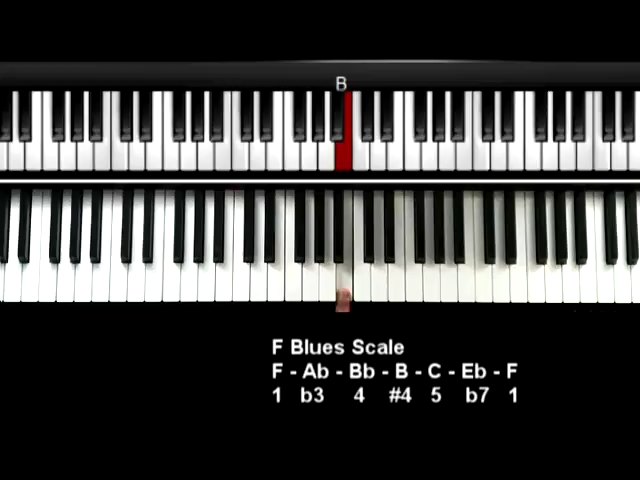 B
F Blues Scale
F - Ab - Bb - B - C - Eb - F
1 b3 4 #4 5 b7 1